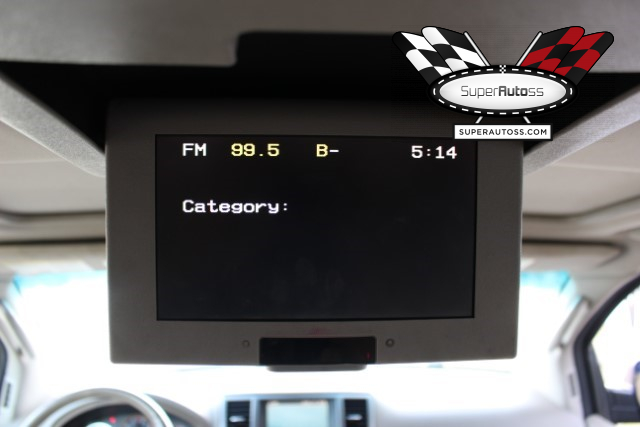 SuperAutoss
SUPERAUTOSS.COM
FM 99.5 B- 5:14
Category: